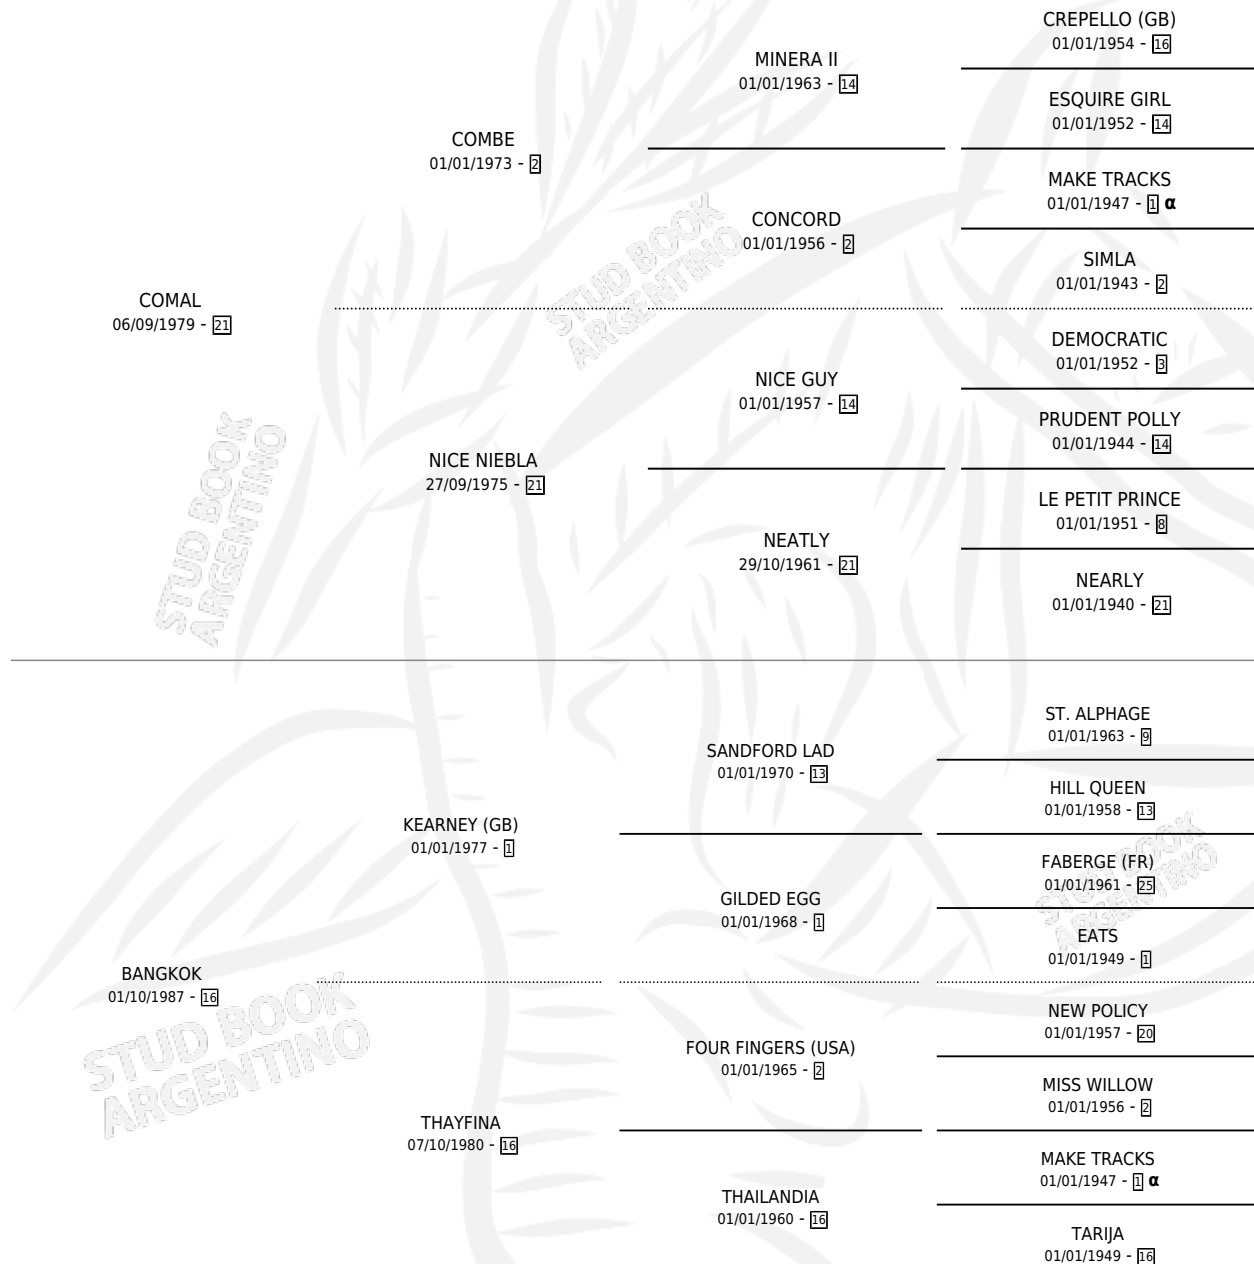 COMAL
06/09/1979 - 21
COMBE
01/01/1973 - 2
MINERA II
01/01/1963 - 14
CREPELLO (GB)
01/01/1954 - 16
ESQUIRE GIRL
01/01/1952 - 14
CONCORD
01/01/1956 - 2
MAKE TRACKS
01/01/1947 - 1 α
SIMLA
01/01/1943 - 2
NICE NIEBLA
27/09/1975 - 21
NICE GUY
01/01/1957 - 14
DEMOCRATIC
01/01/1952 - 3
PRUDENT POLLY
01/01/1944 - 14
NEATLY
29/10/1961 - 21
LE PETIT PRINCE
01/01/1951 - 8
NEARLY
01/01/1940 - 21
BANGKOK
01/10/1987 - 16
KEARNEY (GB)
01/01/1977 - 1
SANDFORD LAD
01/01/1970 - 13
ST. ALPHAGE
01/01/1963 - 9
HILL QUEEN
01/01/1958 - 13
GILDED EGG
01/01/1968 - 1
FABERGE (FR)
01/01/1961 - 25
EATS
01/01/1949 - 1
THAYFINA
07/10/1980 - 16
FOUR FINGERS (USA)
01/01/1965 - 2
NEW POLICY
01/01/1957 - 20
MISS WILLOW
01/01/1956 - 2
THAILANDIA
01/01/1960 - 16
MAKE TRACKS
01/01/1947 - 1 α
TARIJA
01/01/1949 - 16
STUD BOOK
ARGENTINO
STUD BOOK
ARGENTINO
STUD BOOK
ARGENTINO
STUD BOOK
ARGENTINO